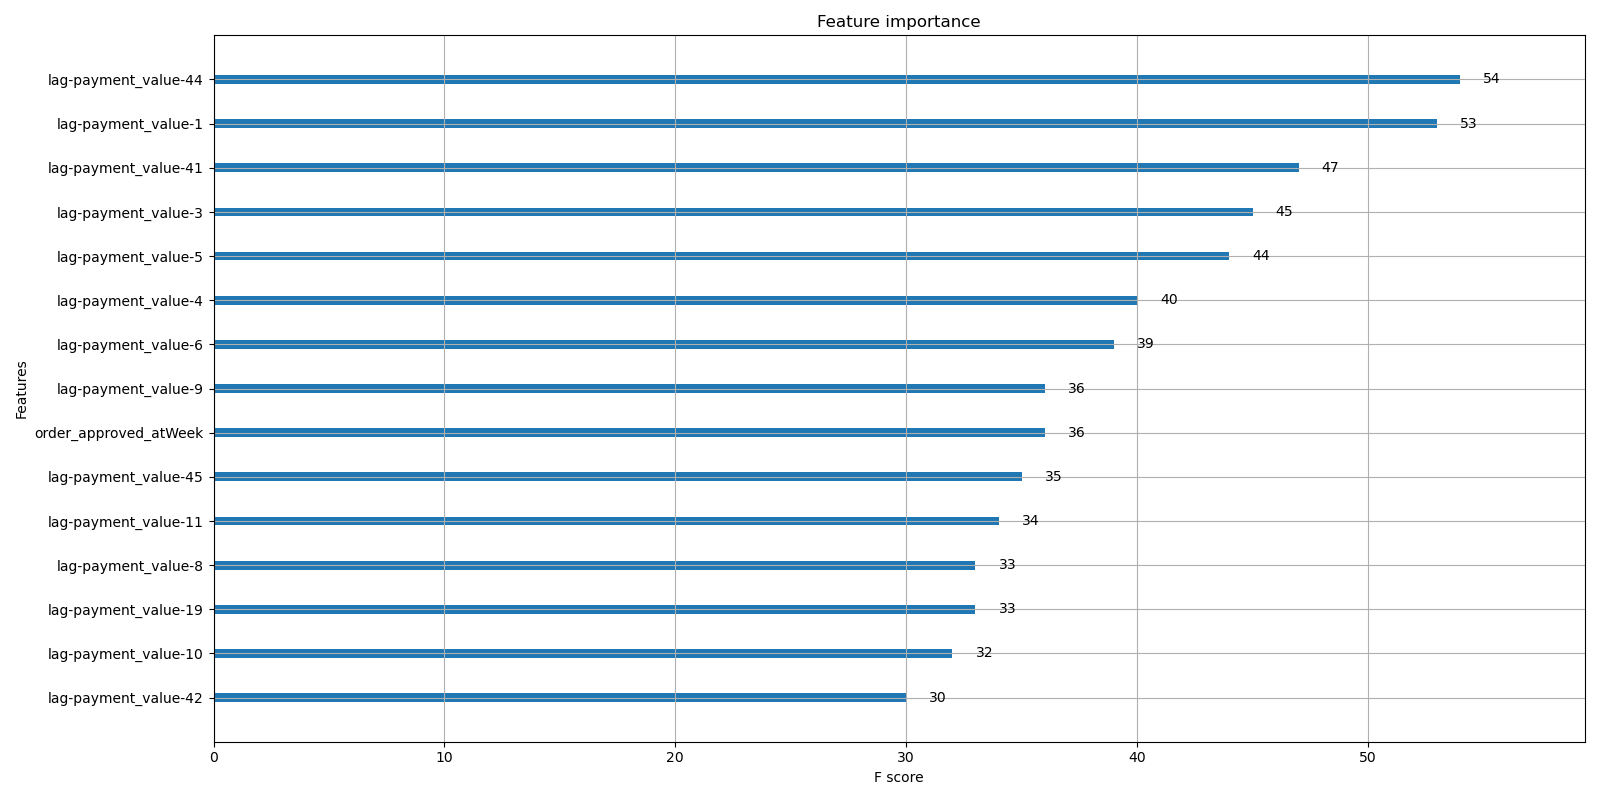 Feature importance
lag-payment_value-44 54
lag-payment_value-1 53
lag-payment_value-41 47
lag-payment_value-3 45
lag-payment_value-5 44
lag-payment_value-4 40
lag-payment_value-6 39
lag-payment_value-9 36
order_approved_atWeek 36
lag-payment_value-45 35
lag-payment_value-11 34
lag-payment_value-8 33
lag-payment_value-19 33
lag-payment_value-10 32
lag-payment_value-42 30
Features
0 10 20 30 40 50
F score